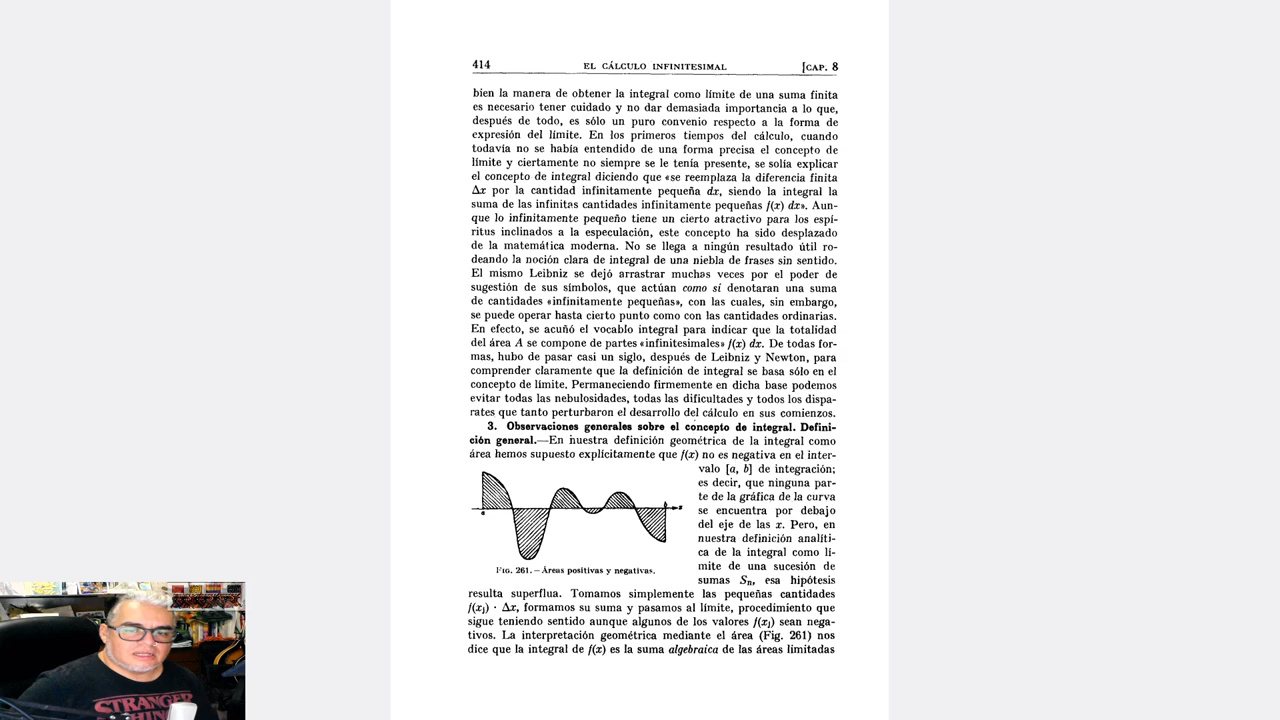 414 EL CÁLCULO INFINITESIMAL [CAP. 8
bien la manera de obtener la integral como límite de una suma finita
es necesario tener cuidado y no dar demasiada importancia a lo que,
después de todo, es sólo un puro convenio respecto a la forma de
expresión del límite. En los primeros tiempos del cálculo, cuando
todavía no se había entendido de una forma precisa el concepto de
límite y ciertamente no siempre se le tenía presente, se solía explicar
el concepto de integral diciendo que «se reemplaza la diferencia finita
Δx por la cantidad infinitamente pequeña dx, siendo la integral la
suma de las infinitas cantidades infinitamente pequeñas f(x) dx». Aun-
que lo infinitamente pequeño tiene un cierto atractivo para los espí-
ritus inclinados a la especulación, este concepto ha sido desplazado
de la matemática moderna. No se llega a ningún resultado útil ro-
deando la noción clara de integral de una niebla de frases sin sentido.
El mismo Leibniz se dejó arrastrar muchas veces por el poder de
sugestión de sus símbolos, que actúan como si denotaran una suma
de cantidades «infinitamente pequeñas», con las cuales, sin embargo,
se puede operar hasta cierto punto como con las cantidades ordinarias.
En efecto, se acuñó el vocablo integral para indicar que la totalidad
del área A se compone de partes «infinitesimales» f(x) dx. De todas for-
mas, hubo de pasar casi un siglo, después de Leibniz y Newton, para
comprender claramente que la definición de integral se basa sólo en el
concepto de límite. Permaneciendo firmemente en dicha base podemos
evitar todas las nebulosidades, todas las dificultades y todos los dispa-
rates que tanto perturbaron el desarrollo del cálculo en sus comienzos.
3. Observaciones generales sobre el concepto de integral. Defini-
ción general.—En nuestra definición geométrica de la integral como
área hemos supuesto explícitamente que f(x) no es negativa en el inter-
valo [a, b] de integración;
es decir, que ninguna par-
te de la gráfica de la curva
se encuentra por debajo
del eje de las x. Pero, en
nuestra definición analíti-
ca de la integral como lí-
mite de una sucesión de
sumas Sn, esa hipótesis
a b x
FIG. 261.—Áreas positivas y negativas.
resulta superflua. Tomamos simplemente las pequeñas cantidades
f(xj) · Δx, formamos su suma y pasamos al límite, procedimiento que
sigue teniendo sentido aunque algunos de los valores f(xj) sean nega-
tivos. La interpretación geométrica mediante el área (Fig. 261) nos
dice que la integral de f(x) es la suma algebraica de las áreas limitadas
STRANGER